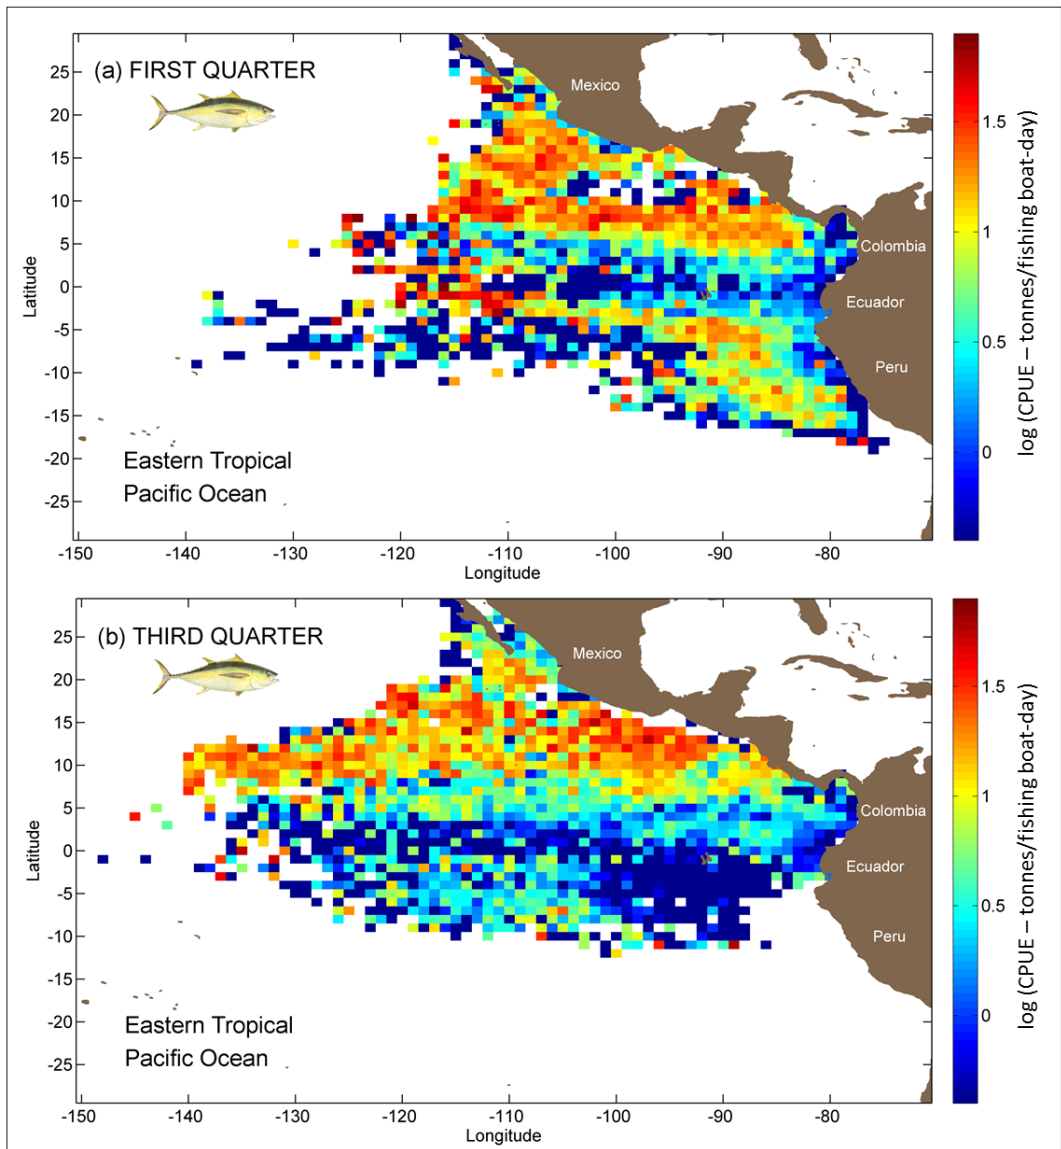 (a) FIRST QUARTER
Mexico
Colombia
Ecuador
Peru
Eastern Tropical
Pacific Ocean
25
20
15
10
5
0
-5
-10
-15
-20
-25
Latitude
-150
-140
-130
-120
-110
-100
-90
-80
Longitude
1.5
1
0.5
0
log (CPUE – tonnes/fishing boat-day)
(b) THIRD QUARTER
Mexico
Colombia
Ecuador
Peru
Eastern Tropical
Pacific Ocean
25
20
15
10
5
0
-5
-10
-15
-20
-25
Latitude
-150
-140
-130
-120
-110
-100
-90
-80
Longitude
1.5
1
0.5
0
log (CPUE – tonnes/fishing boat-day)